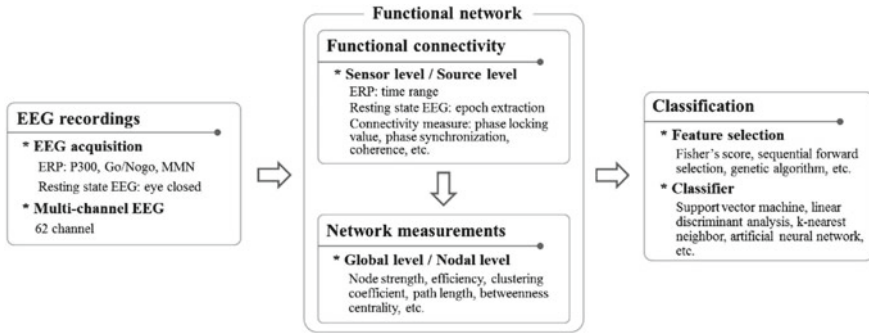 EEG recordings
* EEG acquisition
ERP: P300, Go/Nogo, MMN
Resting state EEG: eye closed
* Multi-channel EEG
62 channel
Functional network
Functional connectivity
* Sensor level / Source level
ERP: time range
Resting state EEG: epoch extraction
Connectivity measure: phase locking
value, phase synchronization,
coherence, etc.
Network measurements
* Global level / Nodal level
Node strength, efficiency, clustering
coefficient, path length, betweenness
centrality, etc.
Classification
* Feature selection
Fisher's score, sequential forward
selection, genetic algorithm, etc.
* Classifier
Support vector machine, linear
discriminant analysis, k-nearest
neighbor, artificial neural network,
etc.